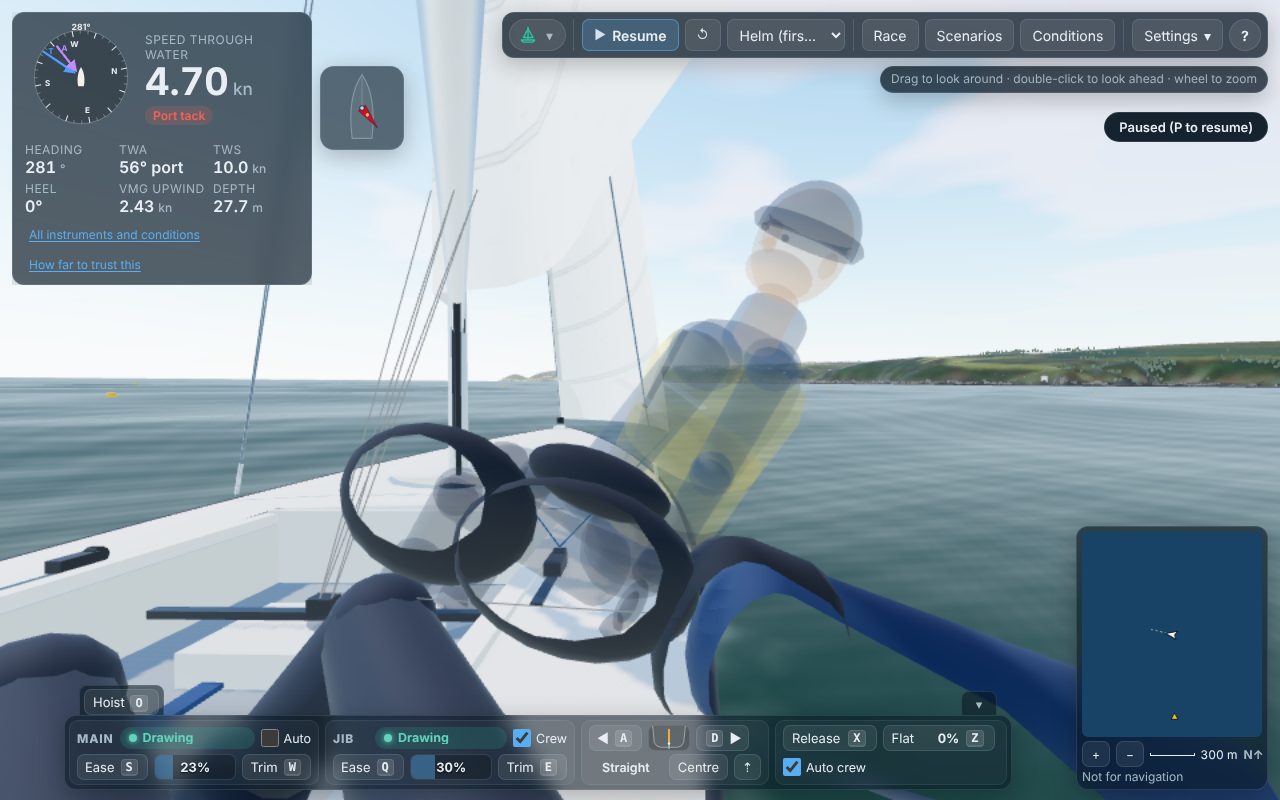 281°
W
T
A
N
S
E
SPEED THROUGH
WATER
4.70 kn
Port tack
HEADING TWA TWS
281 ° 56° port 10.0 kn
HEEL VMG UPWIND DEPTH
0° 2.43 kn 27.7 m
All instruments and conditions
How far to trust this
▼ Resume Helm (firs... Race Scenarios Conditions Settings ▾ ?
Drag to look around · double-click to look ahead · wheel to zoom
Paused (P to resume)
Hoist 0
MAIN Drawing Auto
Ease S 23% Trim W
JIB Drawing Crew
Ease Q 30% Trim E
◀ A D ▶
Straight Centre ↑
Release X Flat 0% Z
Auto crew
▼
+ − 300 m N↑
Not for navigation